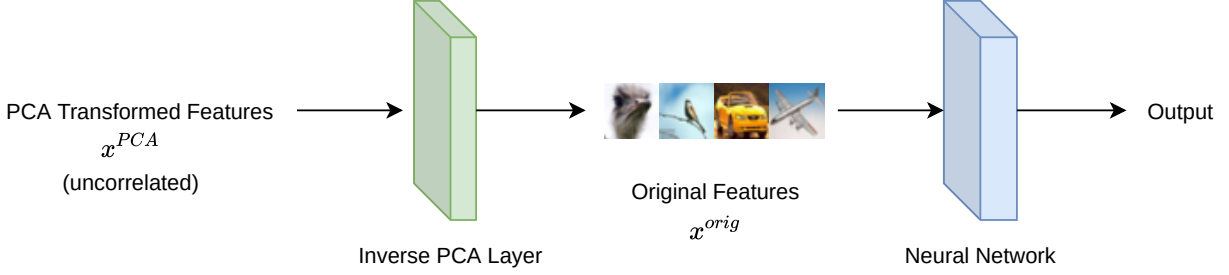 PCA Transformed Features
x^{PCA}
(uncorrelated)
Inverse PCA Layer
Original Features
x^{orig}
Neural Network
Output